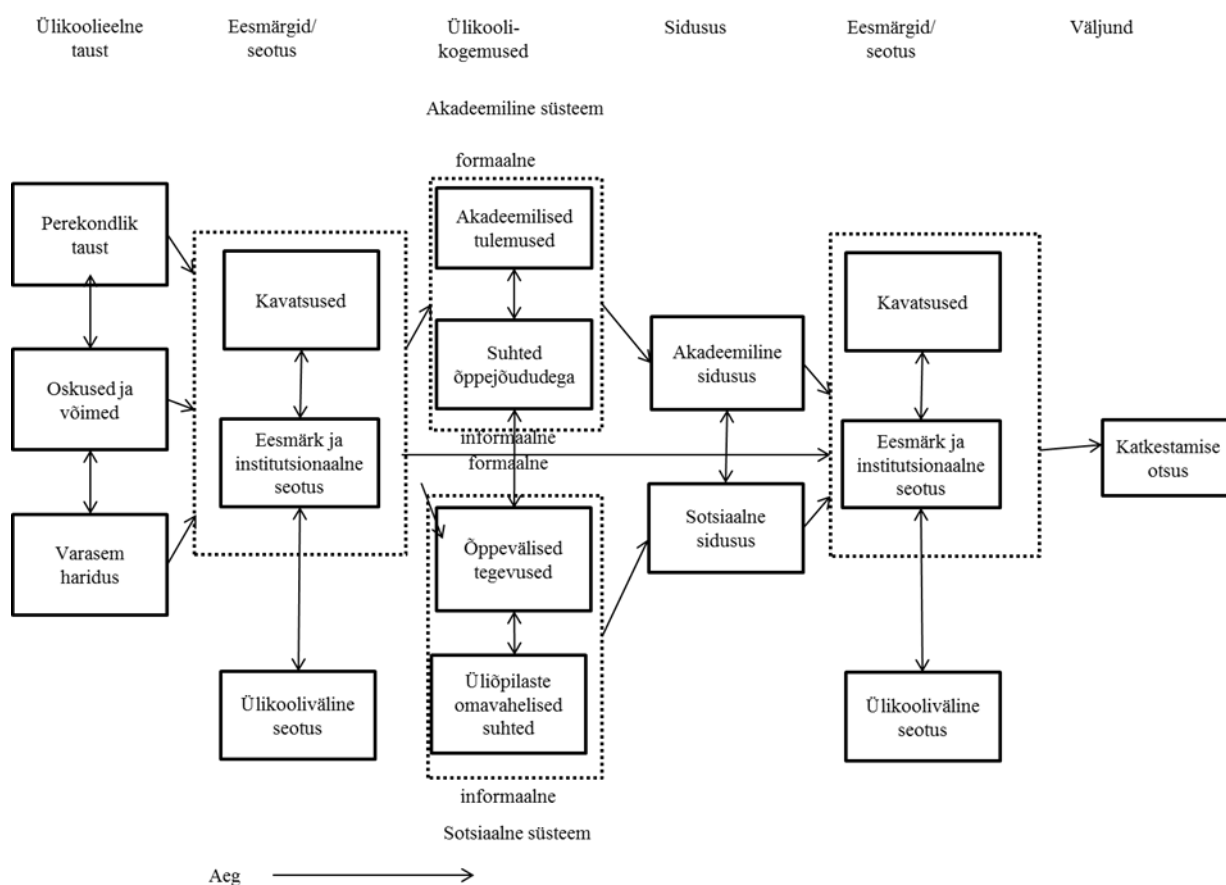 Ülikoolieelne
taust
Eesmärgid/
seotus
Ülikooli-
kogemused
Sidusus
Eesmärgid/
seotus
Väljund
Akadeemiline süsteem
formaalne
Perekondlik
taust
Oskused ja
võimed
Varasem
haridus
Kavatsused
Eesmärk ja
institutsionaalne
seotus
Ülikooliväline
seotus
Akadeemilised
tulemused
Suhted
õppejõududega
informaalne
formaalne
Õppevälised
tegevused
Üliõpilaste
omavahelised
suhted
informaalne
Sotsiaalne süsteem
Akadeemiline
sidusus
Sotsiaalne
sidusus
Kavatsused
Eesmärk ja
institutsionaalne
seotus
Ülikooliväline
seotus
Katkestamise
otsus
Aeg